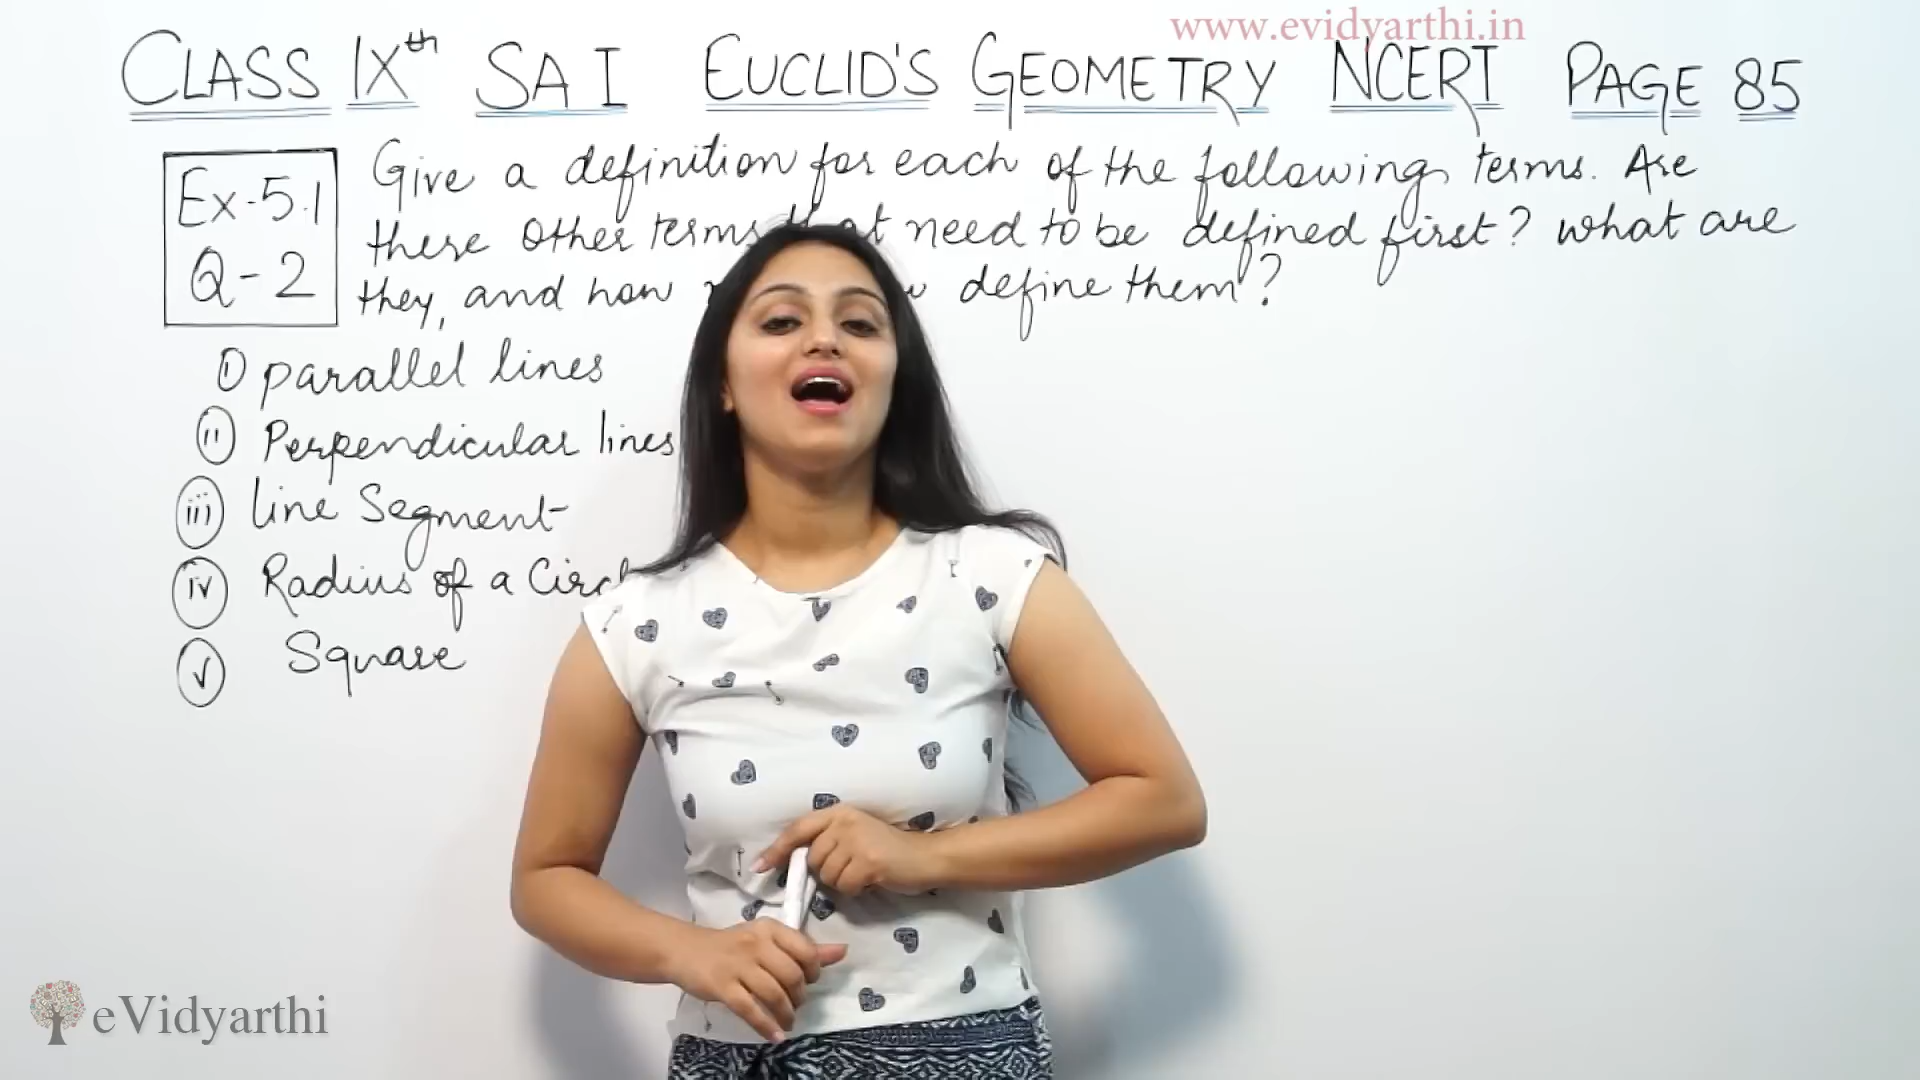 www.evidyarthi.in
CLASS IXth SA I EUCLID'S GEOMETRY NCERT PAGE 85
Ex-5.1
Q-2
Give a definition for each of the following terms. Are
there other terms that need to be defined first? what are
they, and how define them?
i) parallel lines
ii) Perpendicular lines
iii) line Segment
iv) Radius of a Circ
v) Square
eVidyarthi